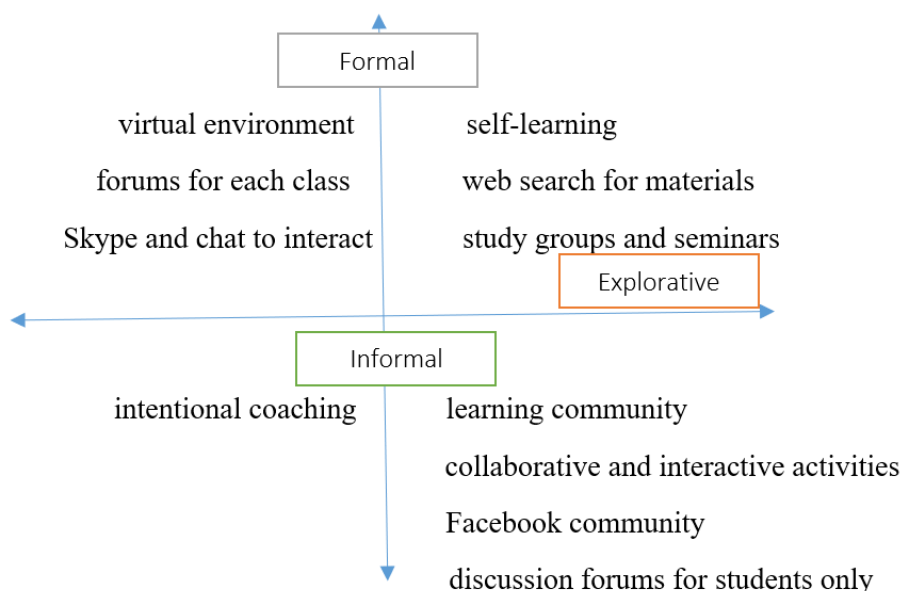 Formal
virtual environment
self-learning
forums for each class
web search for materials
Skype and chat to interact
study groups and seminars
Explorative
Informal
intentional coaching
learning community
collaborative and interactive activities
Facebook community
discussion forums for students only